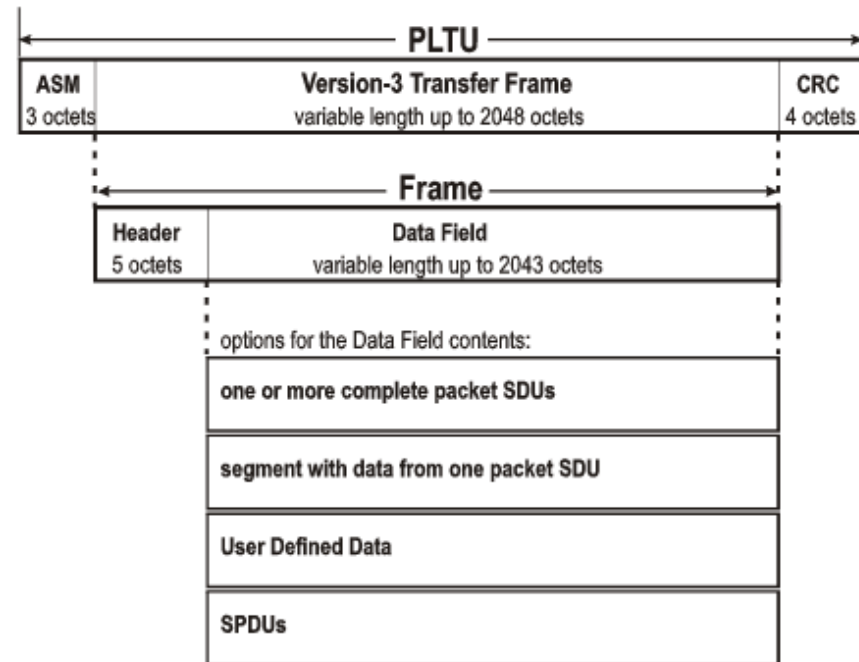 PLTU
ASM
Version-3 Transfer Frame
CRC
3 octets
variable length up to 2048 octets
4 octets
Frame
Header
Data Field
5 octets
variable length up to 2043 octets
options for the Data Field contents:
one or more complete packet SDUs
segment with data from one packet SDU
User Defined Data
SPDUs